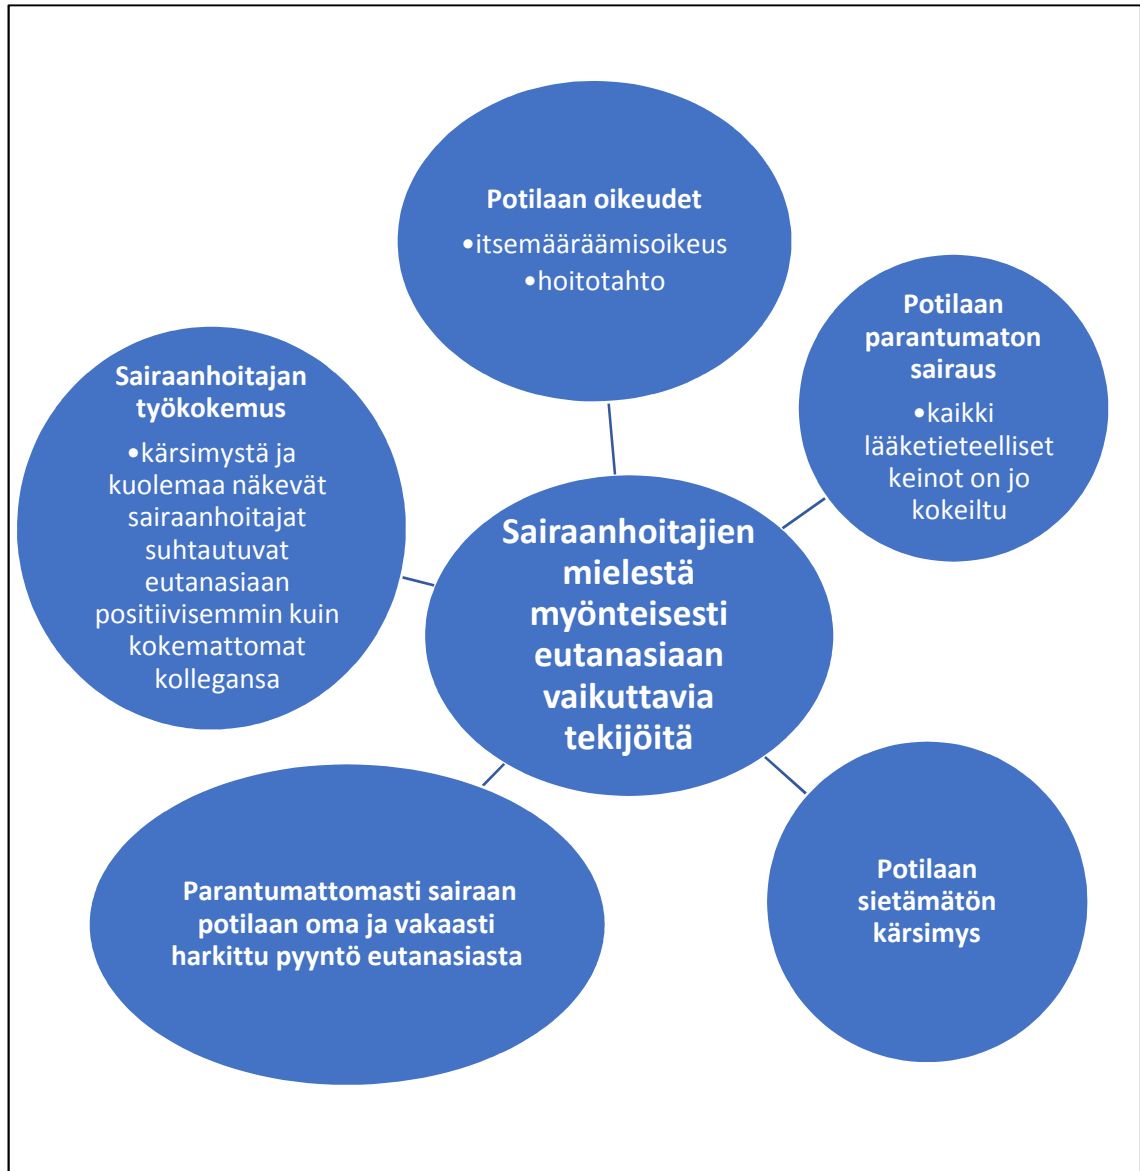 Potilaan oikeudet
•itsemääräämisoikeus
•hoitotahto
Potilaan
parantumaton
sairaus
•kaikki
lääketieteelliset
keinot on jo
kokeiltu
Sairaanhoitajan
työkokemus
•kärsimystä ja
kuolemaa näkevät
sairaanhoitajat
suhtautuvat
eutanasiaan
positiivisemmin kuin
kokemattomat
kollegansa
Sairaanhoitajien
mielestä
myönteisesti
eutanasiaan
vaikuttavia
tekijöitä
Parantumattomasti sairaan
potilaan oma ja vakaasti
harkittu pyyntö eutanasiasta
Potilaan
sietämätön
kärsimys